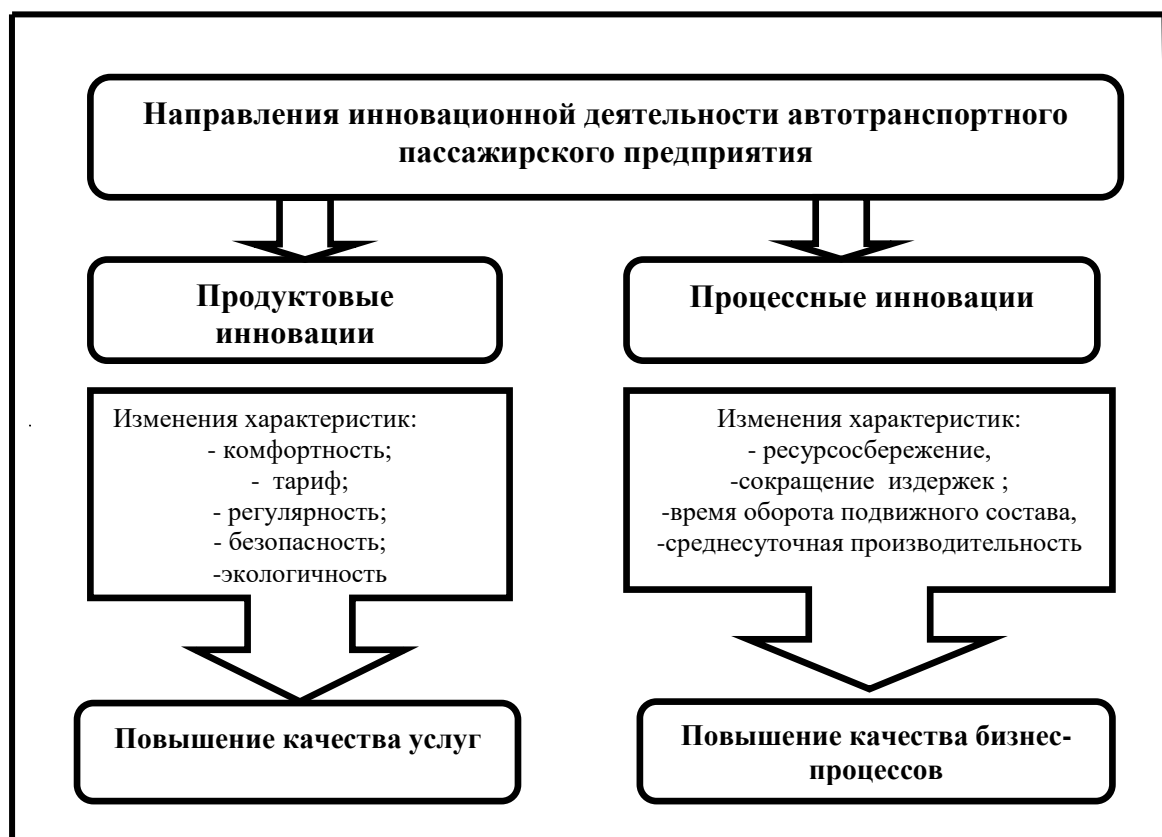 Направления инновационной деятельности автотранспортного
пассажирского предприятия
Продуктовые
инновации
Изменения характеристик:
- комфортность;
- тариф;
- регулярность;
- безопасность;
-экологичность
Повышение качества услуг
Процессные инновации
Изменения характеристик:
- ресурсосбережение,
-сокращение издержек ;
-время оборота подвижного состава,
-среднесуточная производительность
Повышение качества бизнес-
процессов